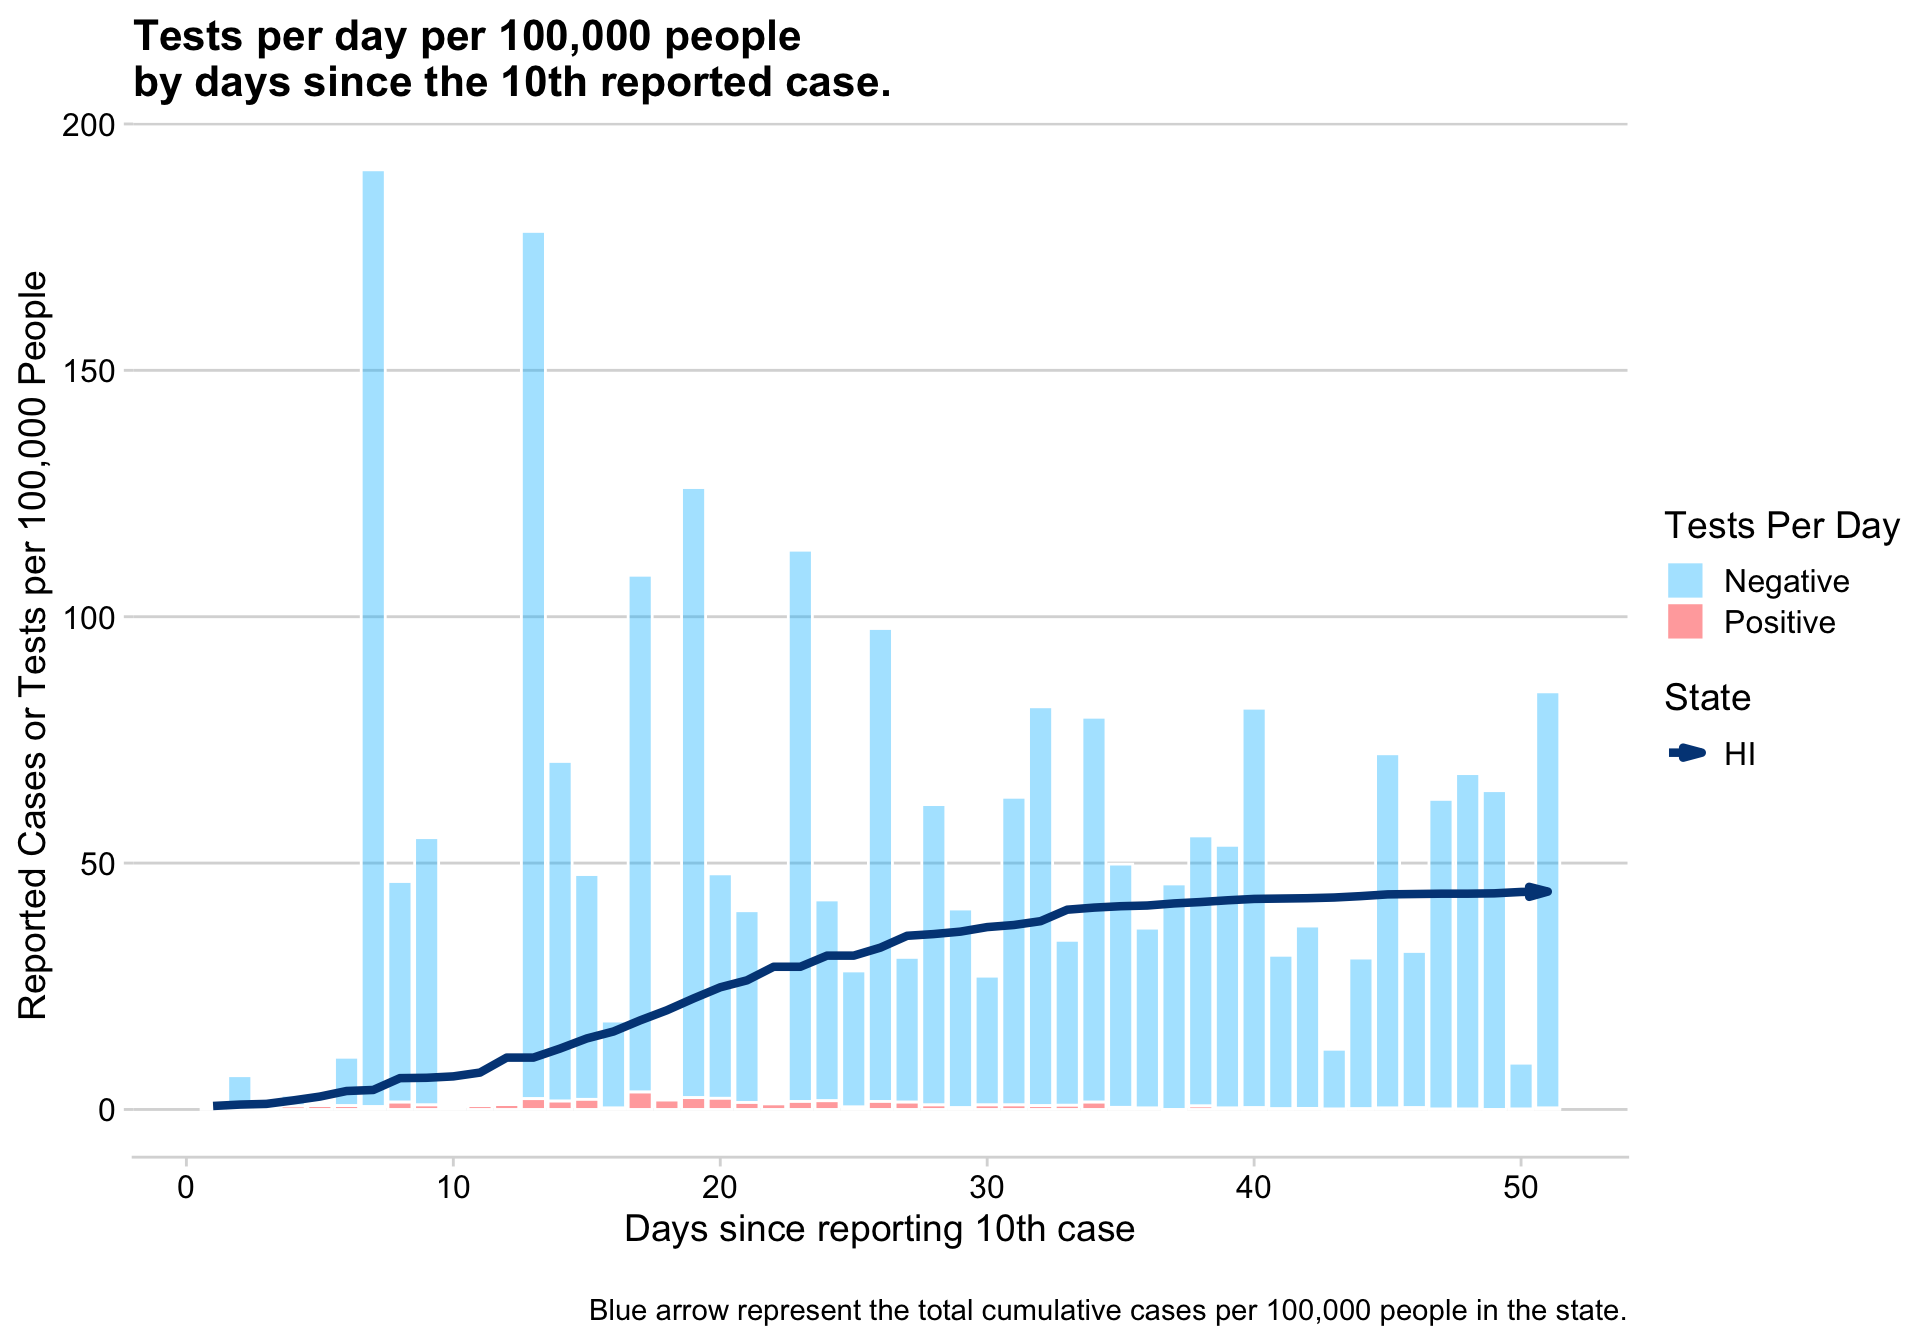 Tests per day per 100,000 people
by days since the 10th reported case.
Reported Cases or Tests per 100,000 People
200
150
100
50
0
0 10 20 30 40 50
Days since reporting 10th case
Tests Per Day
Negative
Positive
State
HI
Blue arrow represent the total cumulative cases per 100,000 people in the state.